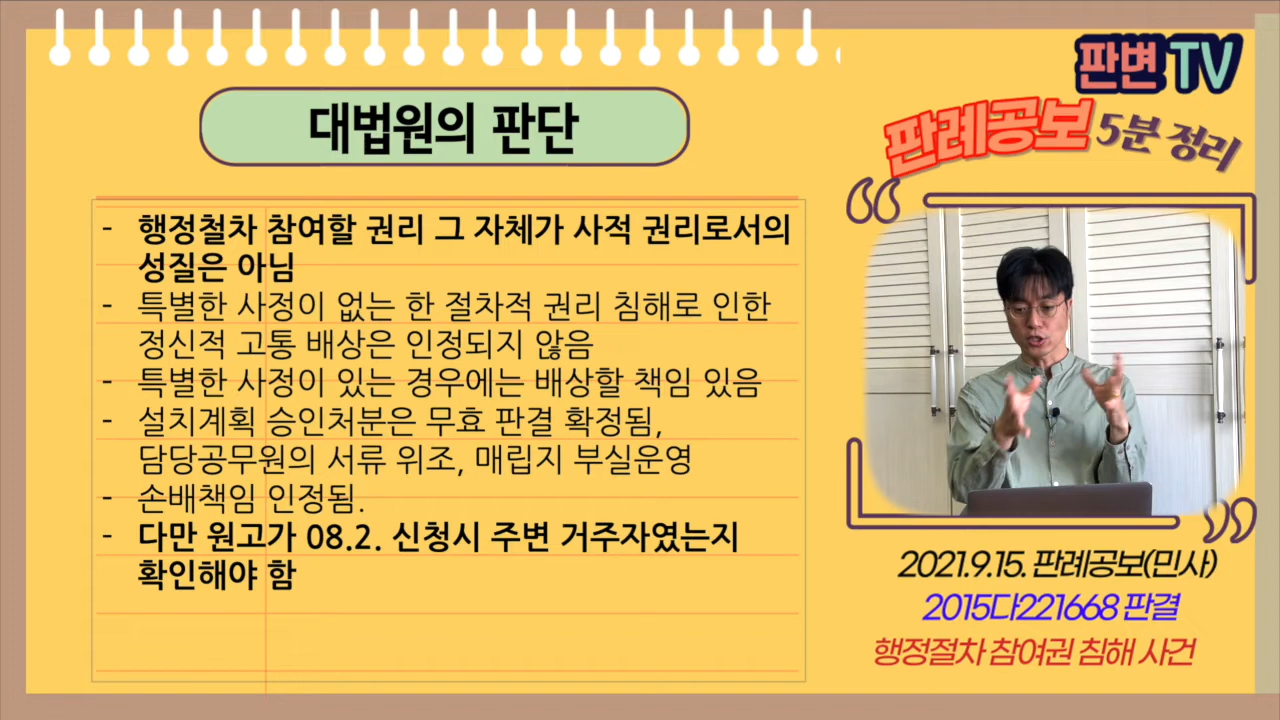 판변 TV
판례공보 5분 정리
대법원의 판단
- 행정철차 참여할 권리 그 자체가 사적 권리로서의
성질은 아님
- 특별한 사정이 없는 한 절차적 권리 침해로 인한
정신적 고통 배상은 인정되지 않음
- 특별한 사정이 있는 경우에는 배상할 책임 있음
- 설치계획 승인처분은 무효 판결 확정됨,
담당공무원의 서류 위조, 매립지 부실운영
- 손배책임 인정됨.
- 다만 원고가 08.2. 신청시 주변 거주자였는지
확인해야 함
2021.9.15. 판례공보(민사)
2015다221668 판결
행정절차 참여권 침해 사건